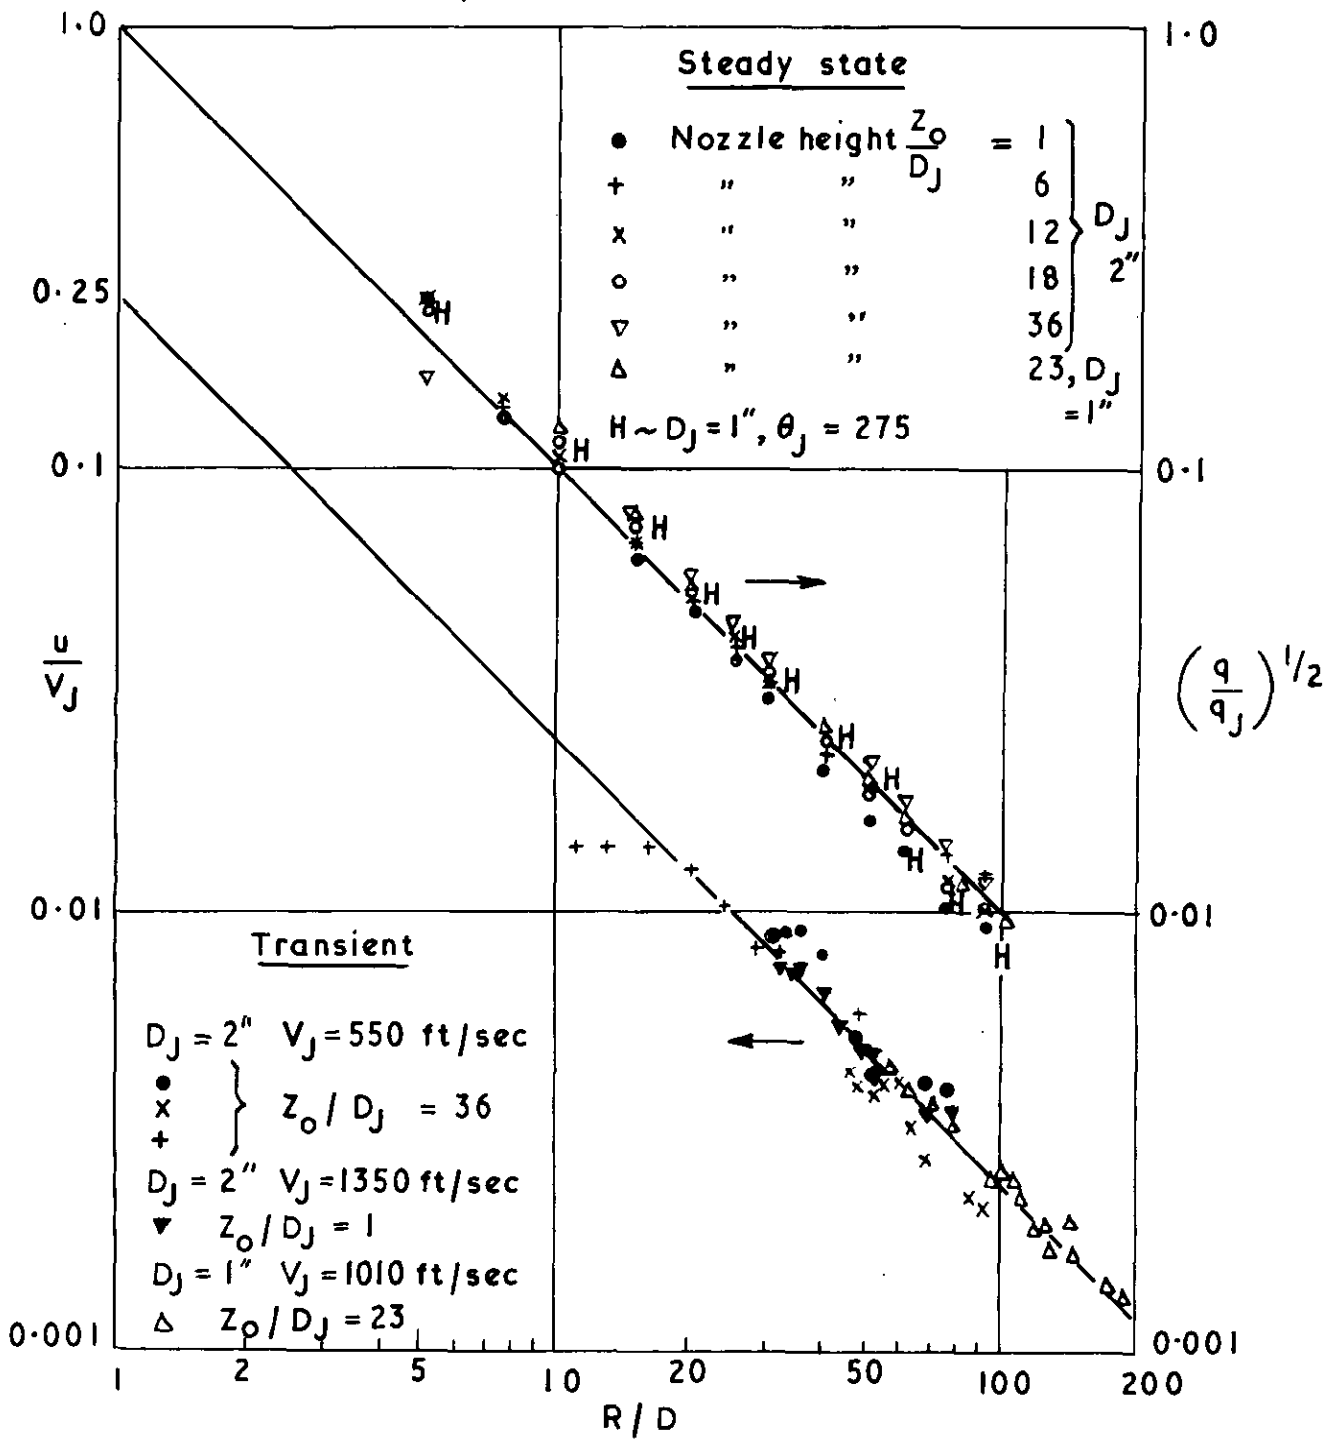 1.0
1.0
Steady state
● Nozzle height Z₀/D_J = 1
+ " " 6
x " " 12
o " " 18
▽ " " 36
} D_J 2"
△ " " 23, D_J = 1"
H ~ D_J = 1", θ_J = 275
0.25
0.1
0.1
H
H
H
H
H
H
H
H
H
H
H
u/V_J
(q/q_J)^1/2
0.01
0.01
Transient
D_J = 2" V_J = 550 ft/sec
●
x } Z₀/D_J = 36
+
D_J = 2" V_J = 1350 ft/sec
▼ Z₀/D_J = 1
D_J = 1" V_J = 1010 ft/sec
△ Z₀/D_J = 23
0.001
0.001
1 2 5 10 20 50 100 200
R/D